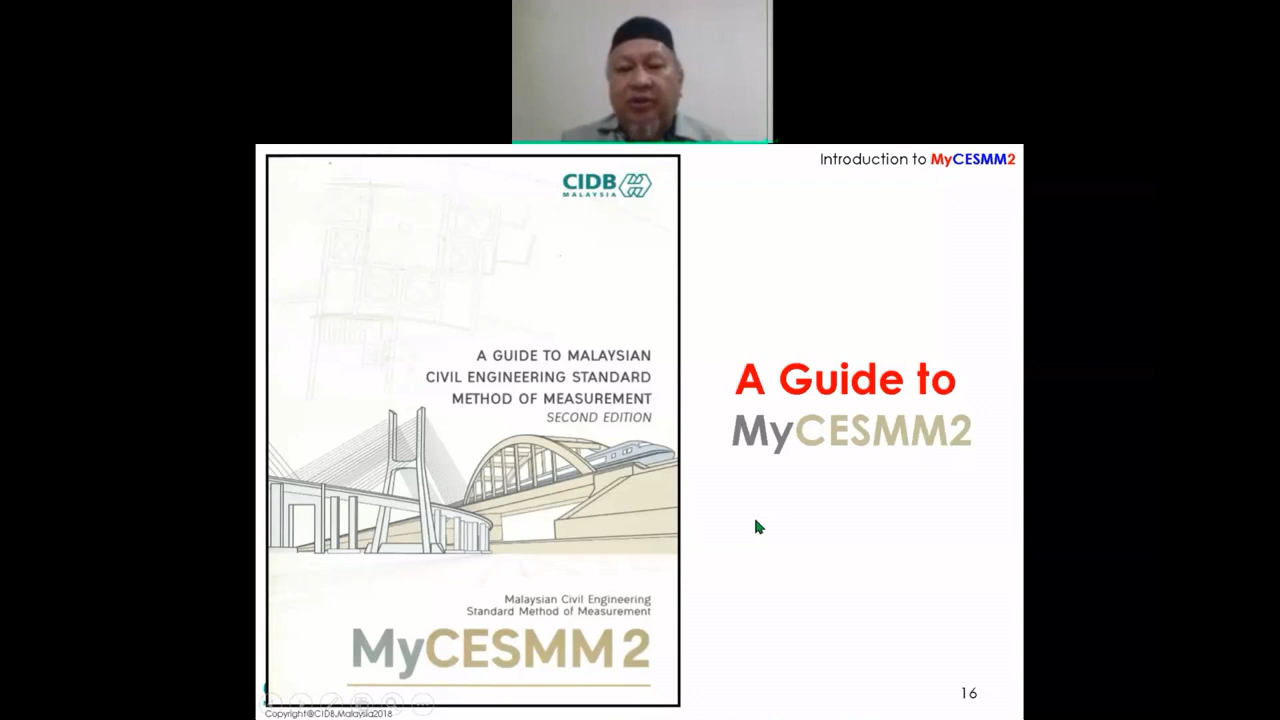 Introduction to MyCESMM2
CIDB
MALAYSIA
A GUIDE TO MALAYSIAN
CIVIL ENGINEERING STANDARD
METHOD OF MEASUREMENT
SECOND EDITION
A Guide to
MyCESMM2
Malaysian Civil Engineering
Standard Method of Measurement
MyCESMM2
16
Copyright@CIDB.Malaysia2018